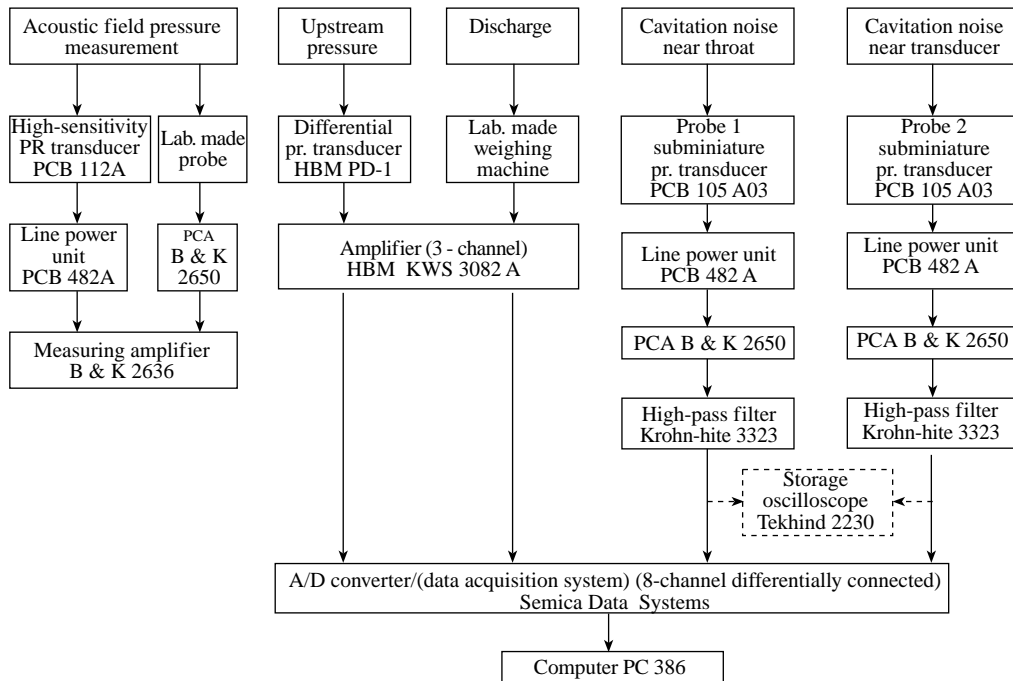 Acoustic field pressure
measurement
Upstream
pressure
Discharge
Cavitation noise
near throat
Cavitation noise
near transducer
High-sensitivity
PR transducer
PCB 112A
Lab. made
probe
Differential
pr. transducer
HBM PD-1
Lab. made
weighing
machine
Probe 1
subminiature
pr. transducer
PCB 105 A03
Probe 2
subminiature
pr. transducer
PCB 105 A03
Line power
unit
PCB 482A
PCA
B & K
2650
Amplifier (3 - channel)
HBM KWS 3082 A
Line power unit
PCB 482 A
Line power unit
PCB 482 A
Measuring amplifier
B & K 2636
PCA B & K 2650
PCA B & K 2650
High-pass filter
Krohn-hite 3323
High-pass filter
Krohn-hite 3323
Storage
oscilloscope
Tekhind 2230
A/D converter/(data acquisition system) (8-channel differentially connected)
Semica Data Systems
Computer PC 386